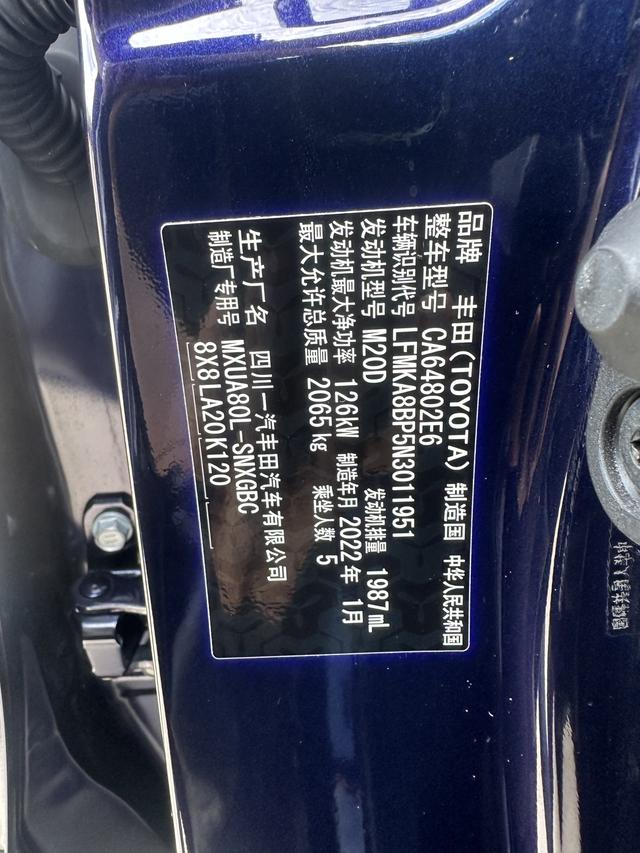 品牌 丰田(TOYOTA) 制造国 中华人民共和国
整车型号 CA64802E6
车辆识别代号 LFMKA8BP5N3011951
发动机型号 M20D 发动机排量 1987mL
发动机最大净功率 126kW 制造年月 2022年 1月
最大允许总质量 2065kg 乘坐人数 5
生产厂名 四川一汽丰田汽车有限公司
制造厂专用号 MXUA80L-SNXGBC
8X8 LA20K120